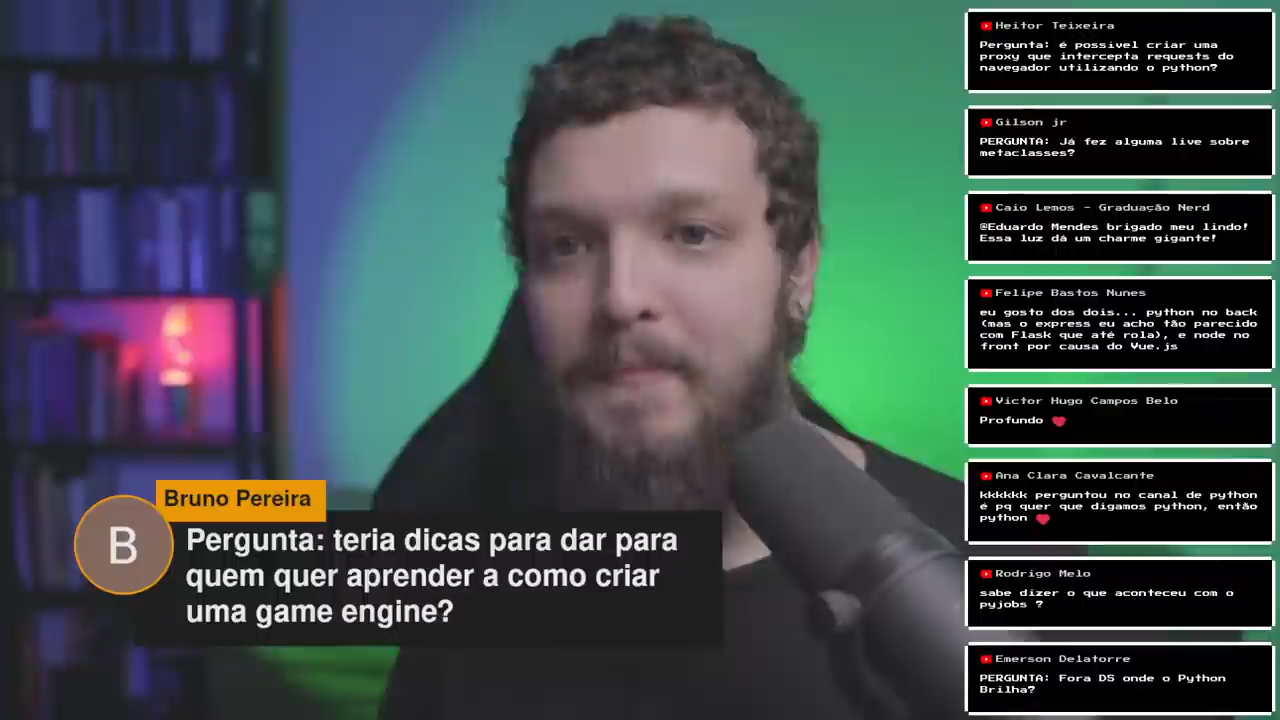 Heitor Teixeira
Pergunta: é possível criar uma
proxy que intercepta requests do
navegador utilizando o python?
Gilson jr
PERGUNTA: Já fez alguma live sobre
metaclasses?
Caio Lemos - Graduação Nerd
@Eduardo Mendes brigado meu lindo!
Essa luz dá um charme gigante!
Felipe Bastos Nunes
eu gosto dos dois... python no back
(mas o express eu acho tão parecido
com Flask que até rola), e node no
front por causa do Vue.js
Victor Hugo Campos Belo
Profundo
Ana Clara Cavalcante
kkkkkk perguntou no canal de python
é pq quer que digamos python, então
python
Rodrigo Melo
sabe dizer o que aconteceu com o
pyjobs ?
Emerson Delatorre
PERGUNTA: Fora DS onde o Python
Brilha?
Bruno Pereira
B
Pergunta: teria dicas para dar para
quem quer aprender a como criar
uma game engine?